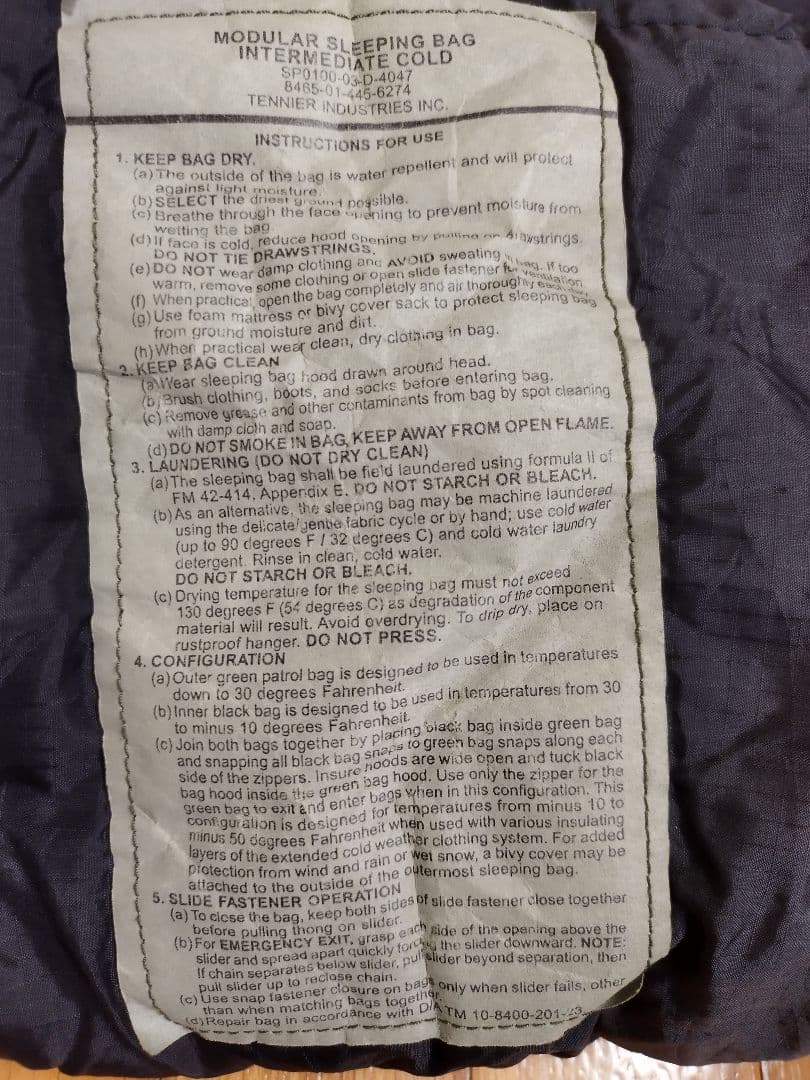 MODULAR SLEEPING BAG
INTERMEDIATE COLD
SP0100-03-D-4047
8465-01-445-6274
TENNIER INDUSTRIES INC.
INSTRUCTIONS FOR USE
1. KEEP BAG DRY.
(a) The outside of the bag is water repellent and will protect
against light moisture.
(b) SELECT the driest ground possible.
(c) Breathe through the face opening to prevent moisture from
wetting the bag.
(d) If face is cold, reduce hood opening by pulling on drawstrings.
DO NOT TIE DRAWSTRINGS.
(e) DO NOT wear damp clothing and AVOID sweating in bag. If too
warm, remove some clothing or open slide fastener for ventilation.
(f) When practical, open the bag completely and air thoroughly each day.
(g) Use foam mattress or bivy cover sack to protect sleeping bag
from ground moisture and dirt.
(h) When practical wear clean, dry clothing in bag.
2. KEEP BAG CLEAN
(a) Wear sleeping bag hood drawn around head.
(b) Brush clothing, boots, and socks before entering bag.
(c) Remove grease and other contaminants from bag by spot cleaning
with damp cloth and soap.
(d) DO NOT SMOKE IN BAG, KEEP AWAY FROM OPEN FLAME.
3. LAUNDERING (DO NOT DRY CLEAN)
(a) The sleeping bag shall be field laundered using formula II of
FM 42-414, Appendix E. DO NOT STARCH OR BLEACH.
(b) As an alternative, the sleeping bag may be machine laundered
using the delicate/gentle fabric cycle or by hand; use cold water
(up to 90 degrees F / 32 degrees C) and cold water laundry
detergent. Rinse in clean, cold water.
DO NOT STARCH OR BLEACH.
(c) Drying temperature for the sleeping bag must not exceed
130 degrees F (54 degrees C) as degradation of the component
material will result. Avoid overdrying. To drip dry, place on
rustproof hanger. DO NOT PRESS.
4. CONFIGURATION
(a) Outer green patrol bag is designed to be used in temperatures
down to 30 degrees Fahrenheit.
(b) Inner black bag is designed to be used in temperatures from 30
to minus 10 degrees Fahrenheit.
(c) Join both bags together by placing black bag inside green bag
and snapping all black bag snaps to green bag snaps along each
side of the zippers. Insure hoods are wide open and tuck black
bag hood inside the green bag hood. Use only the zipper for the
green bag to exit and enter bags when in this configuration. This
configuration is designed for temperatures from minus 10 to
minus 50 degrees Fahrenheit when used with various insulating
layers of the extended cold weather clothing system. For added
protection from wind and rain or wet snow, a bivy cover may be
attached to the outside of the outermost sleeping bag.
5. SLIDE FASTENER OPERATION
(a) To close the bag, keep both sides of slide fastener close together
before pulling thong on slider.
(b) For EMERGENCY EXIT, grasp each side of the opening above the
slider and spread apart quickly forcing the slider downward. NOTE:
If chain separates below slider, pull slider beyond separation, then
pull slider up to reclose chain.
(c) Use snap fastener closure on bags only when slider fails, other
than when matching bags together.
(d) Repair bag in accordance with DA TM 10-8400-201-23.